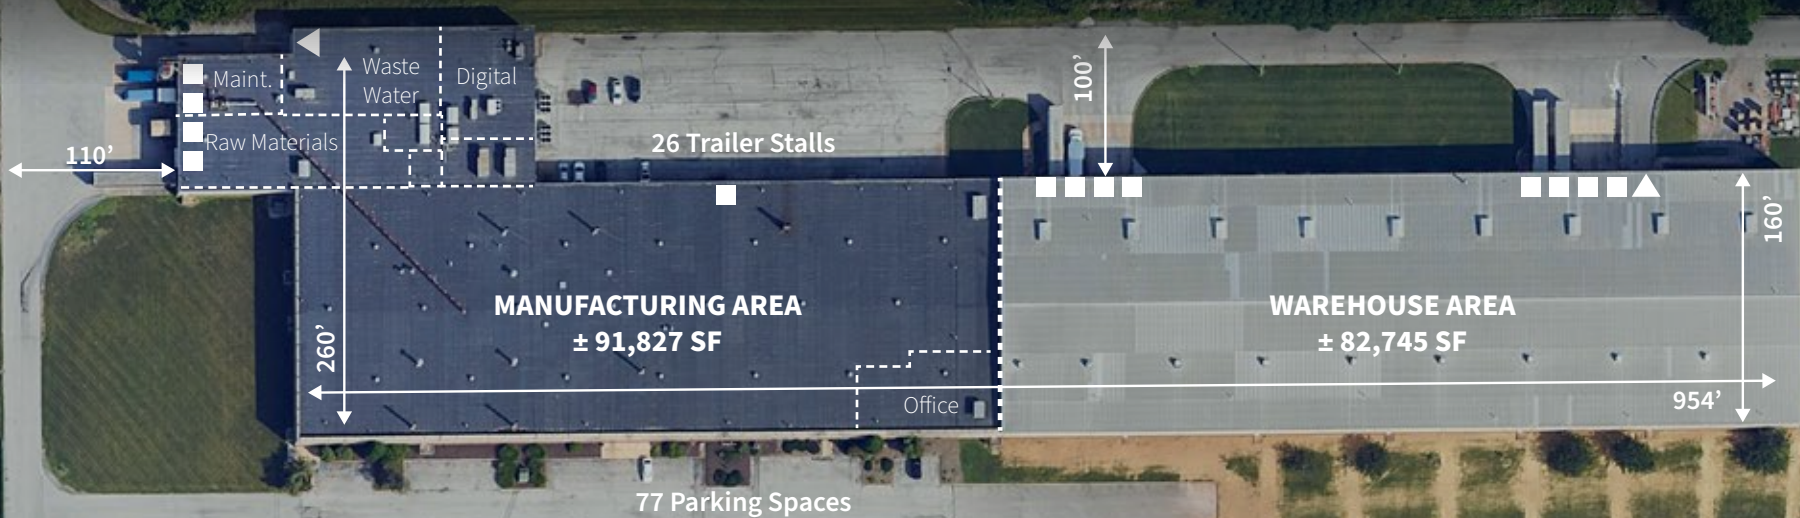 Maint.
Waste
Water
Digital
Raw Materials
110’
100’
26 Trailer Stalls
160’
MANUFACTURING AREA
± 91,827 SF
WAREHOUSE AREA
± 82,745 SF
260’
954’
Office
77 Parking Spaces